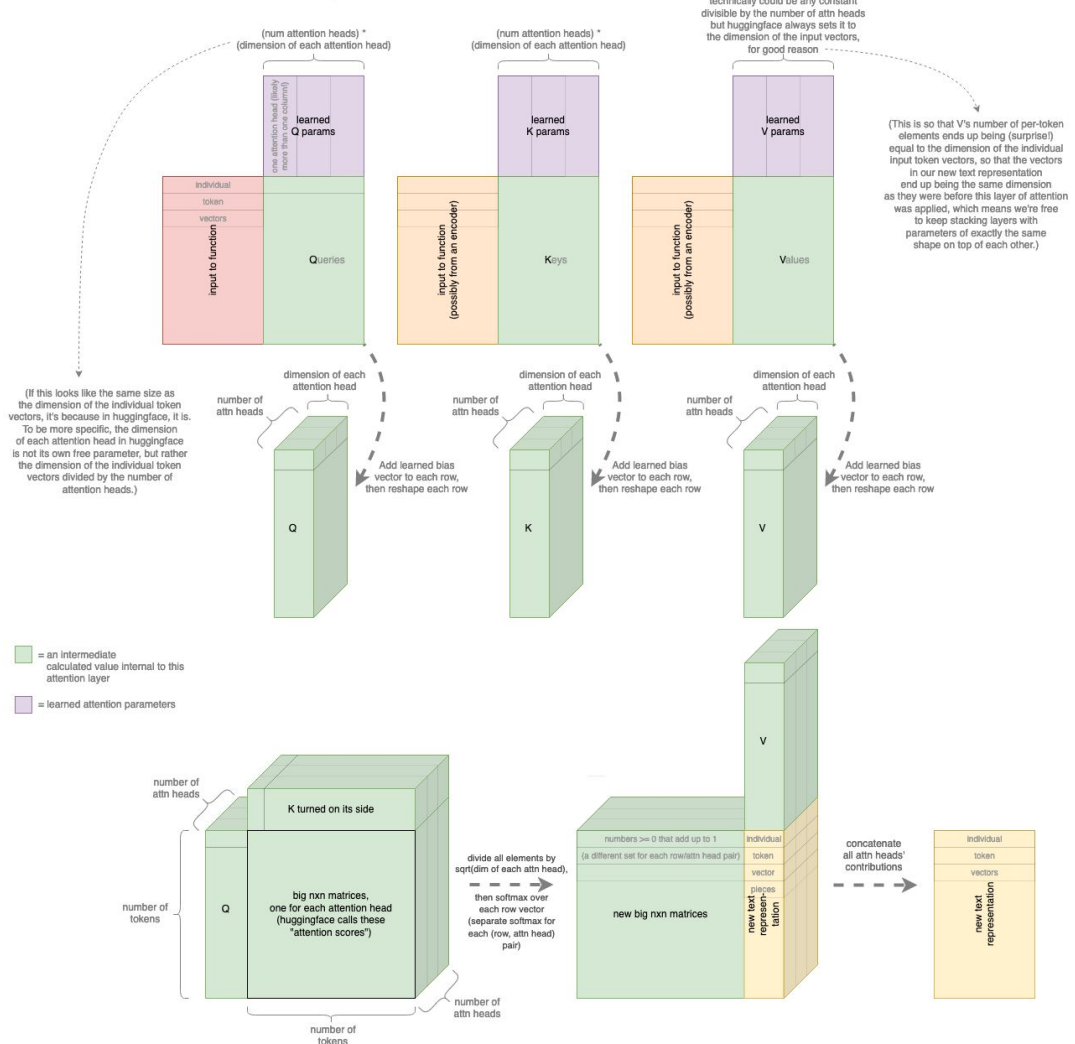 technically could be any constant
divisible by the number of attn heads
but huggingface always sets it to
the dimension of the input vectors,
for good reason
(num attention heads) *
(dimension of each attention head)
(num attention heads) *
(dimension of each attention head)
one attention head (likely
more than one column!)
learned
Q params
learned
K params
learned
V params
(This is so that V's number of per-token
elements ends up being (surprise!)
equal to the dimension of the individual
input token vectors, so that the vectors
in our new text representation
end up being the same dimension
as they were before this layer of attention
was applied, which means we're free
to keep stacking layers with
parameters of exactly the same
shape on top of each other.)
individual
token
vectors
input to function
Queries
input to function
(possibly from an encoder)
Keys
input to function
(possibly from an encoder)
Values
(If this looks like the same size as
the dimension of the individual token
vectors, it's because in huggingface, it is.
To be more specific, the dimension
of each attention head in huggingface
is not its own free parameter, but rather
the dimension of the individual token
vectors divided by the number of
attention heads.)
dimension of each
attention head
number of
attn heads
Q
Add learned bias
vector to each row,
then reshape each row
dimension of each
attention head
number of
attn heads
K
Add learned bias
vector to each row,
then reshape each row
dimension of each
attention head
number of
attn heads
V
Add learned bias
vector to each row,
then reshape each row
= an intermediate
calculated value internal to this
attention layer
= learned attention parameters
number of
attn heads
K turned on its side
number of
tokens
Q
big nxn matrices,
one for each attention head
(huggingface calls these
"attention scores")
number of
attn heads
number of
tokens
divide all elements by
sqrt(dim of each attn head),
then softmax over
each row vector
(separate softmax for
each (row, attn head)
pair)
V
numbers >= 0 that add up to 1
(a different set for each row/attn head pair)
new big nxn matrices
individual
token
vector
pieces
new text
represen-
tation
concatenate
all attn heads'
contributions
individual
token
vectors
new text
representation